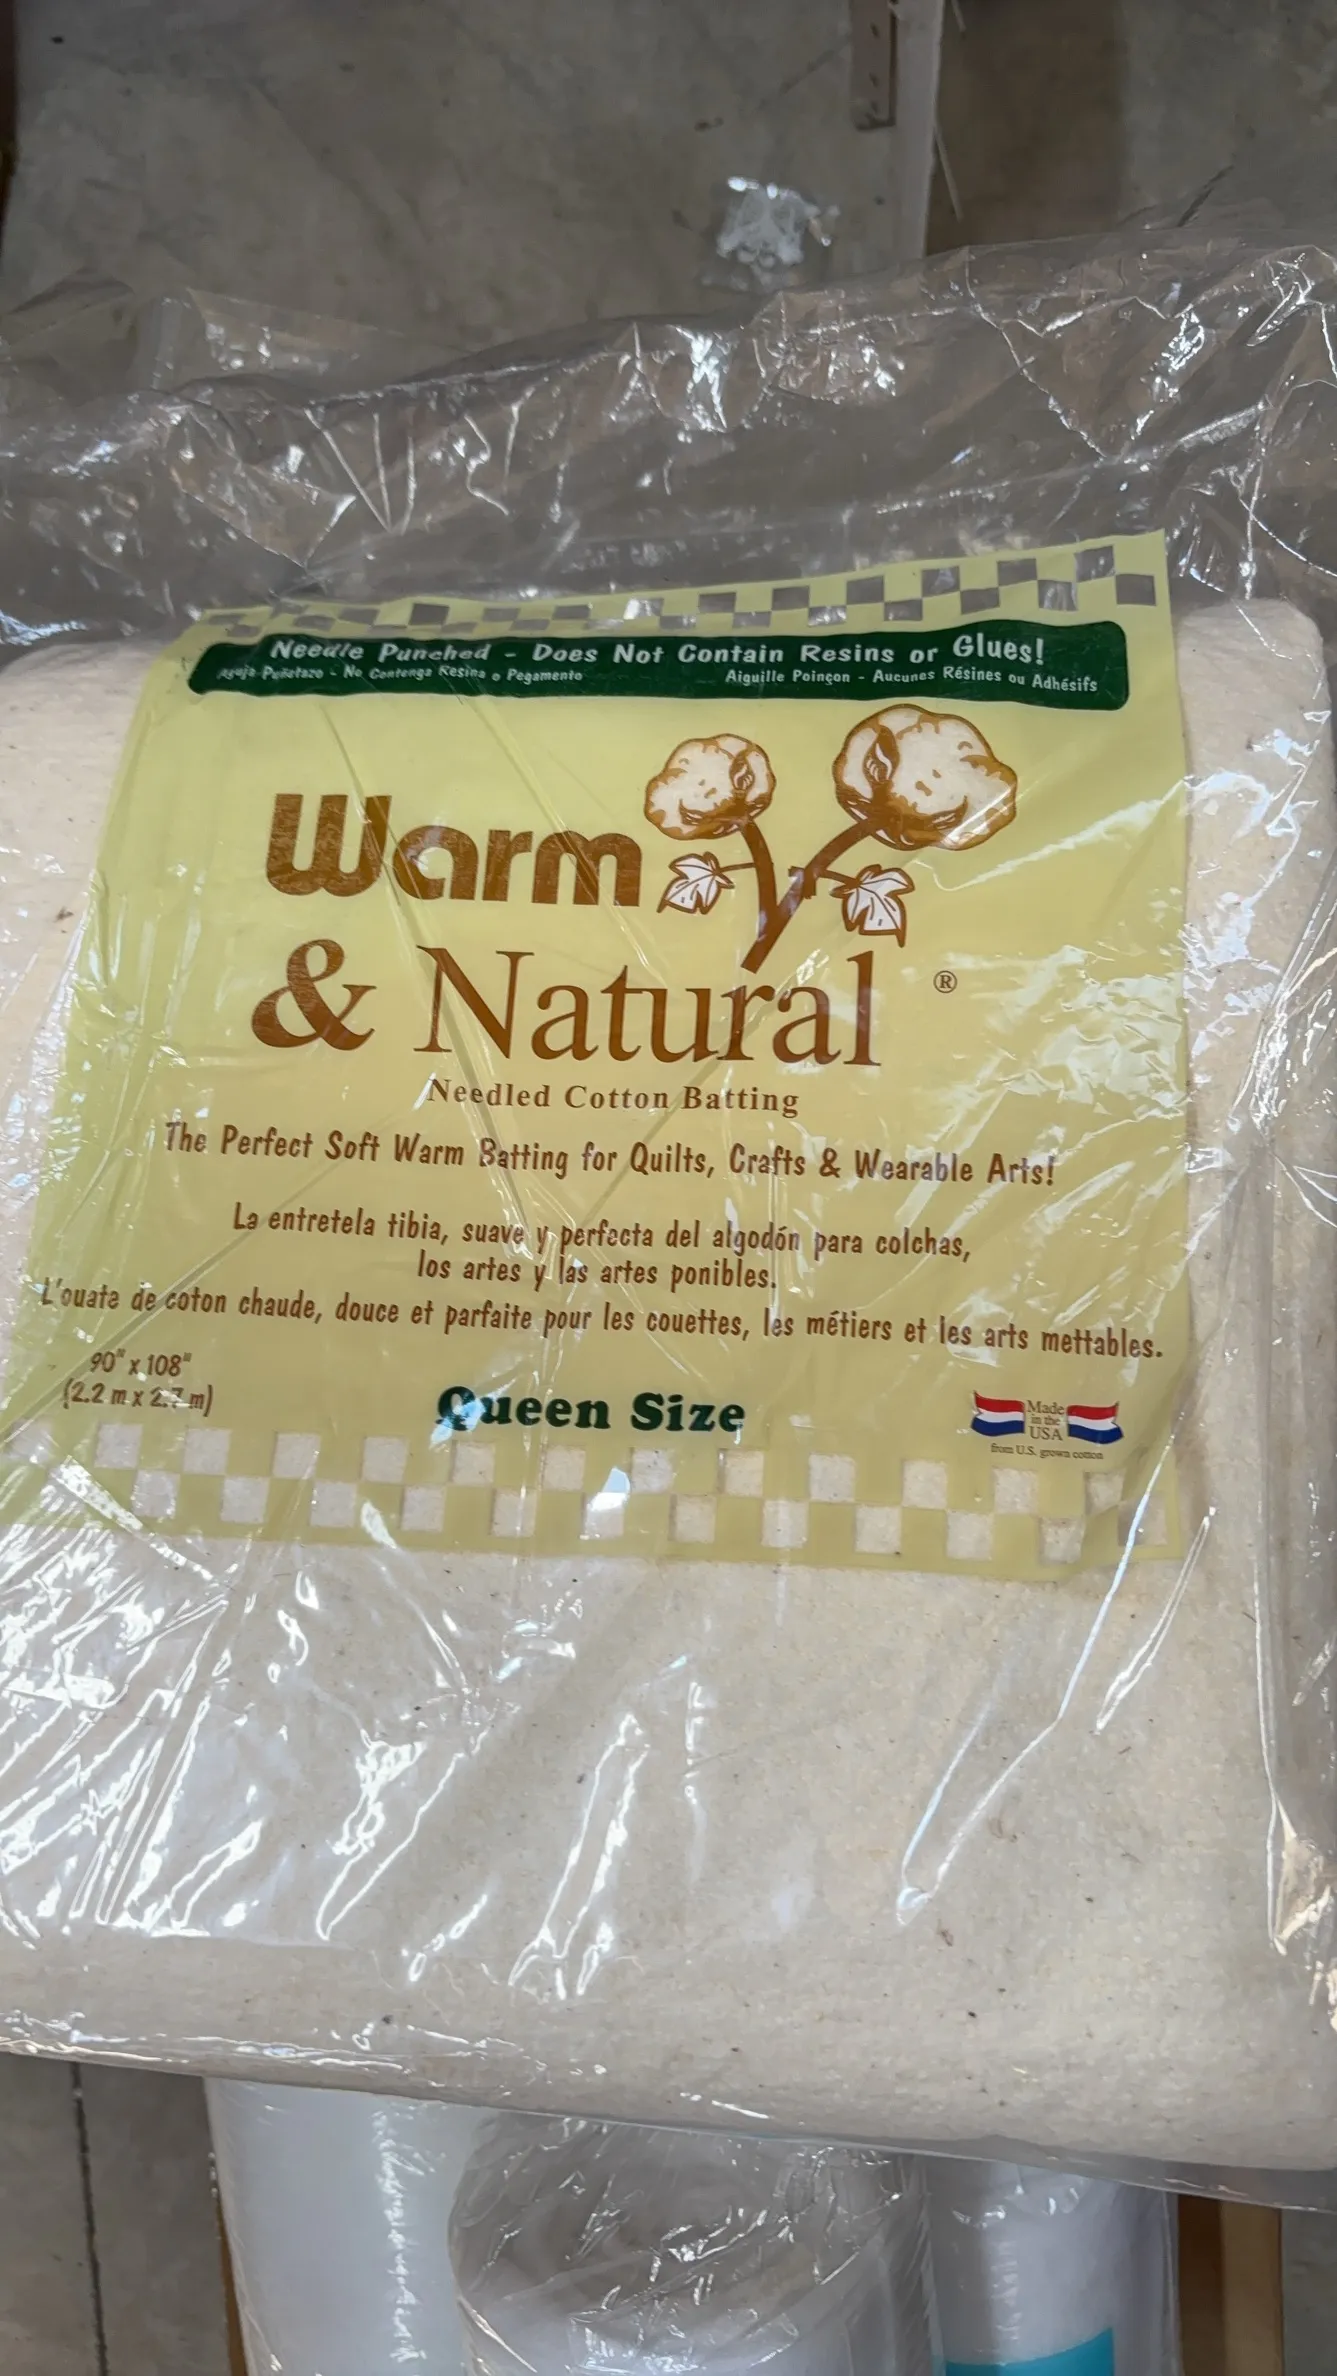 Needle Punched - Does Not Contain Resins or Glues!
Aguja Puñetazo - No Contenga Resina o Pegamento
Aiguille Poinçon - Aucunes Résines ou Adhésifs
Warm
& Natural ®
Needled Cotton Batting
The Perfect Soft Warm Batting for Quilts, Crafts & Wearable Arts!
La entretela tibia, suave y perfecta del algodón para colchas,
los artes y las artes ponibles.
L'ouate de coton chaude, douce et parfaite pour les couettes, les métiers et les arts mettables.
90" x 108"
(2.2 m x 2.7 m)
Queen Size
Made
in the
USA
from U.S. grown cotton